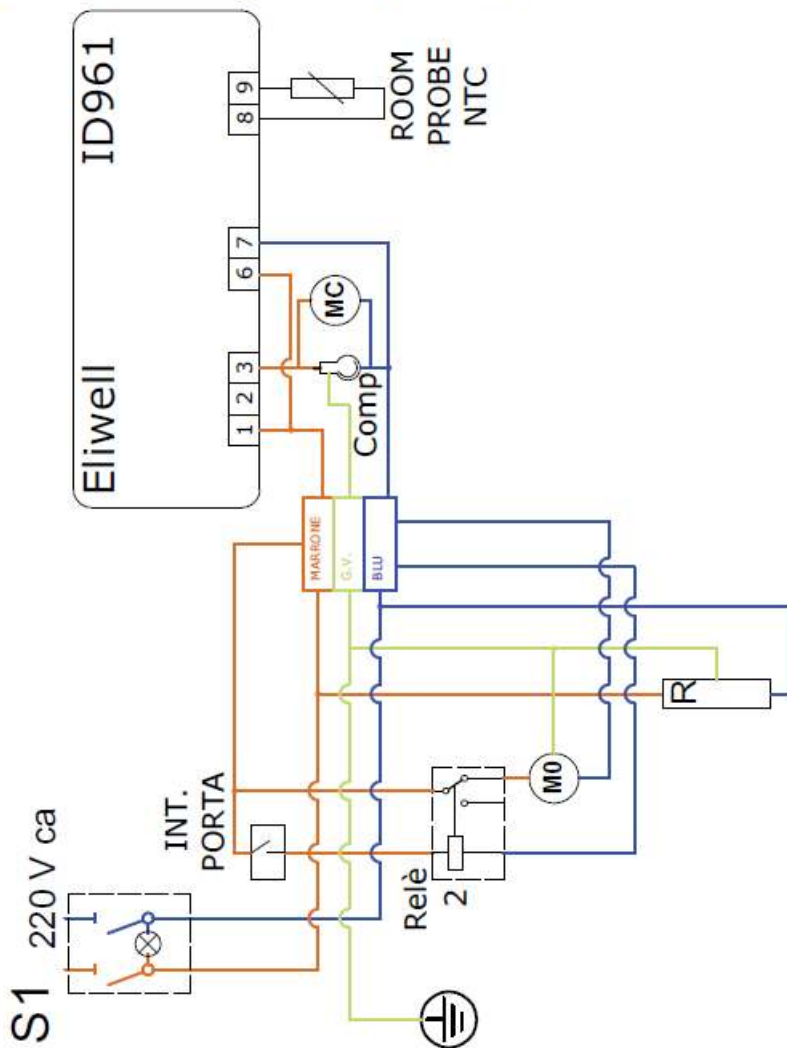 Eliwell ID961
1 2 3 6 7 8 9
ROOM
PROBE
NTC
MC
Comp
MARRONE
G.V.
BLU
S1
220 V ca
INT.
PORTA
Relè
2
M0
R